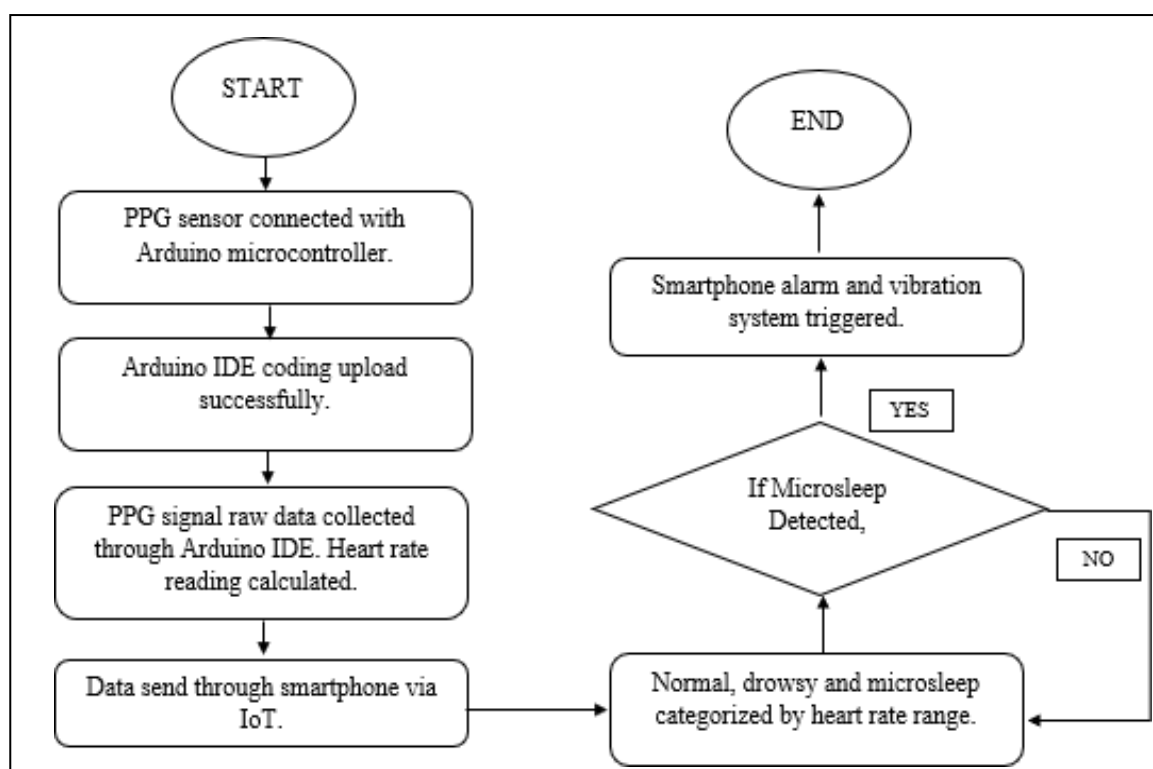 START
PPG sensor connected with
Arduino microcontroller.
Arduino IDE coding upload
successfully.
PPG signal raw data collected
through Arduino IDE. Heart rate
reading calculated.
Data send through smartphone via
IoT.
Normal, drowsy and microsleep
categorized by heart rate range.
If Microsleep
Detected,
NO
YES
Smartphone alarm and vibration
system triggered.
END